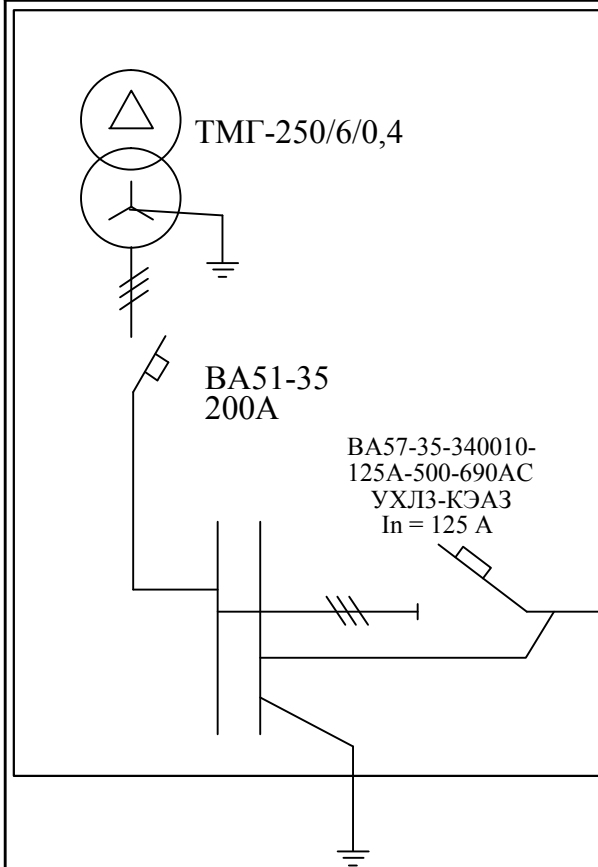 ТМГ-250/6/0,4
ВА51-35
200А
ВА57-35-340010-
125А-500-690АС
УХЛ3-КЭАЗ
In = 125 А